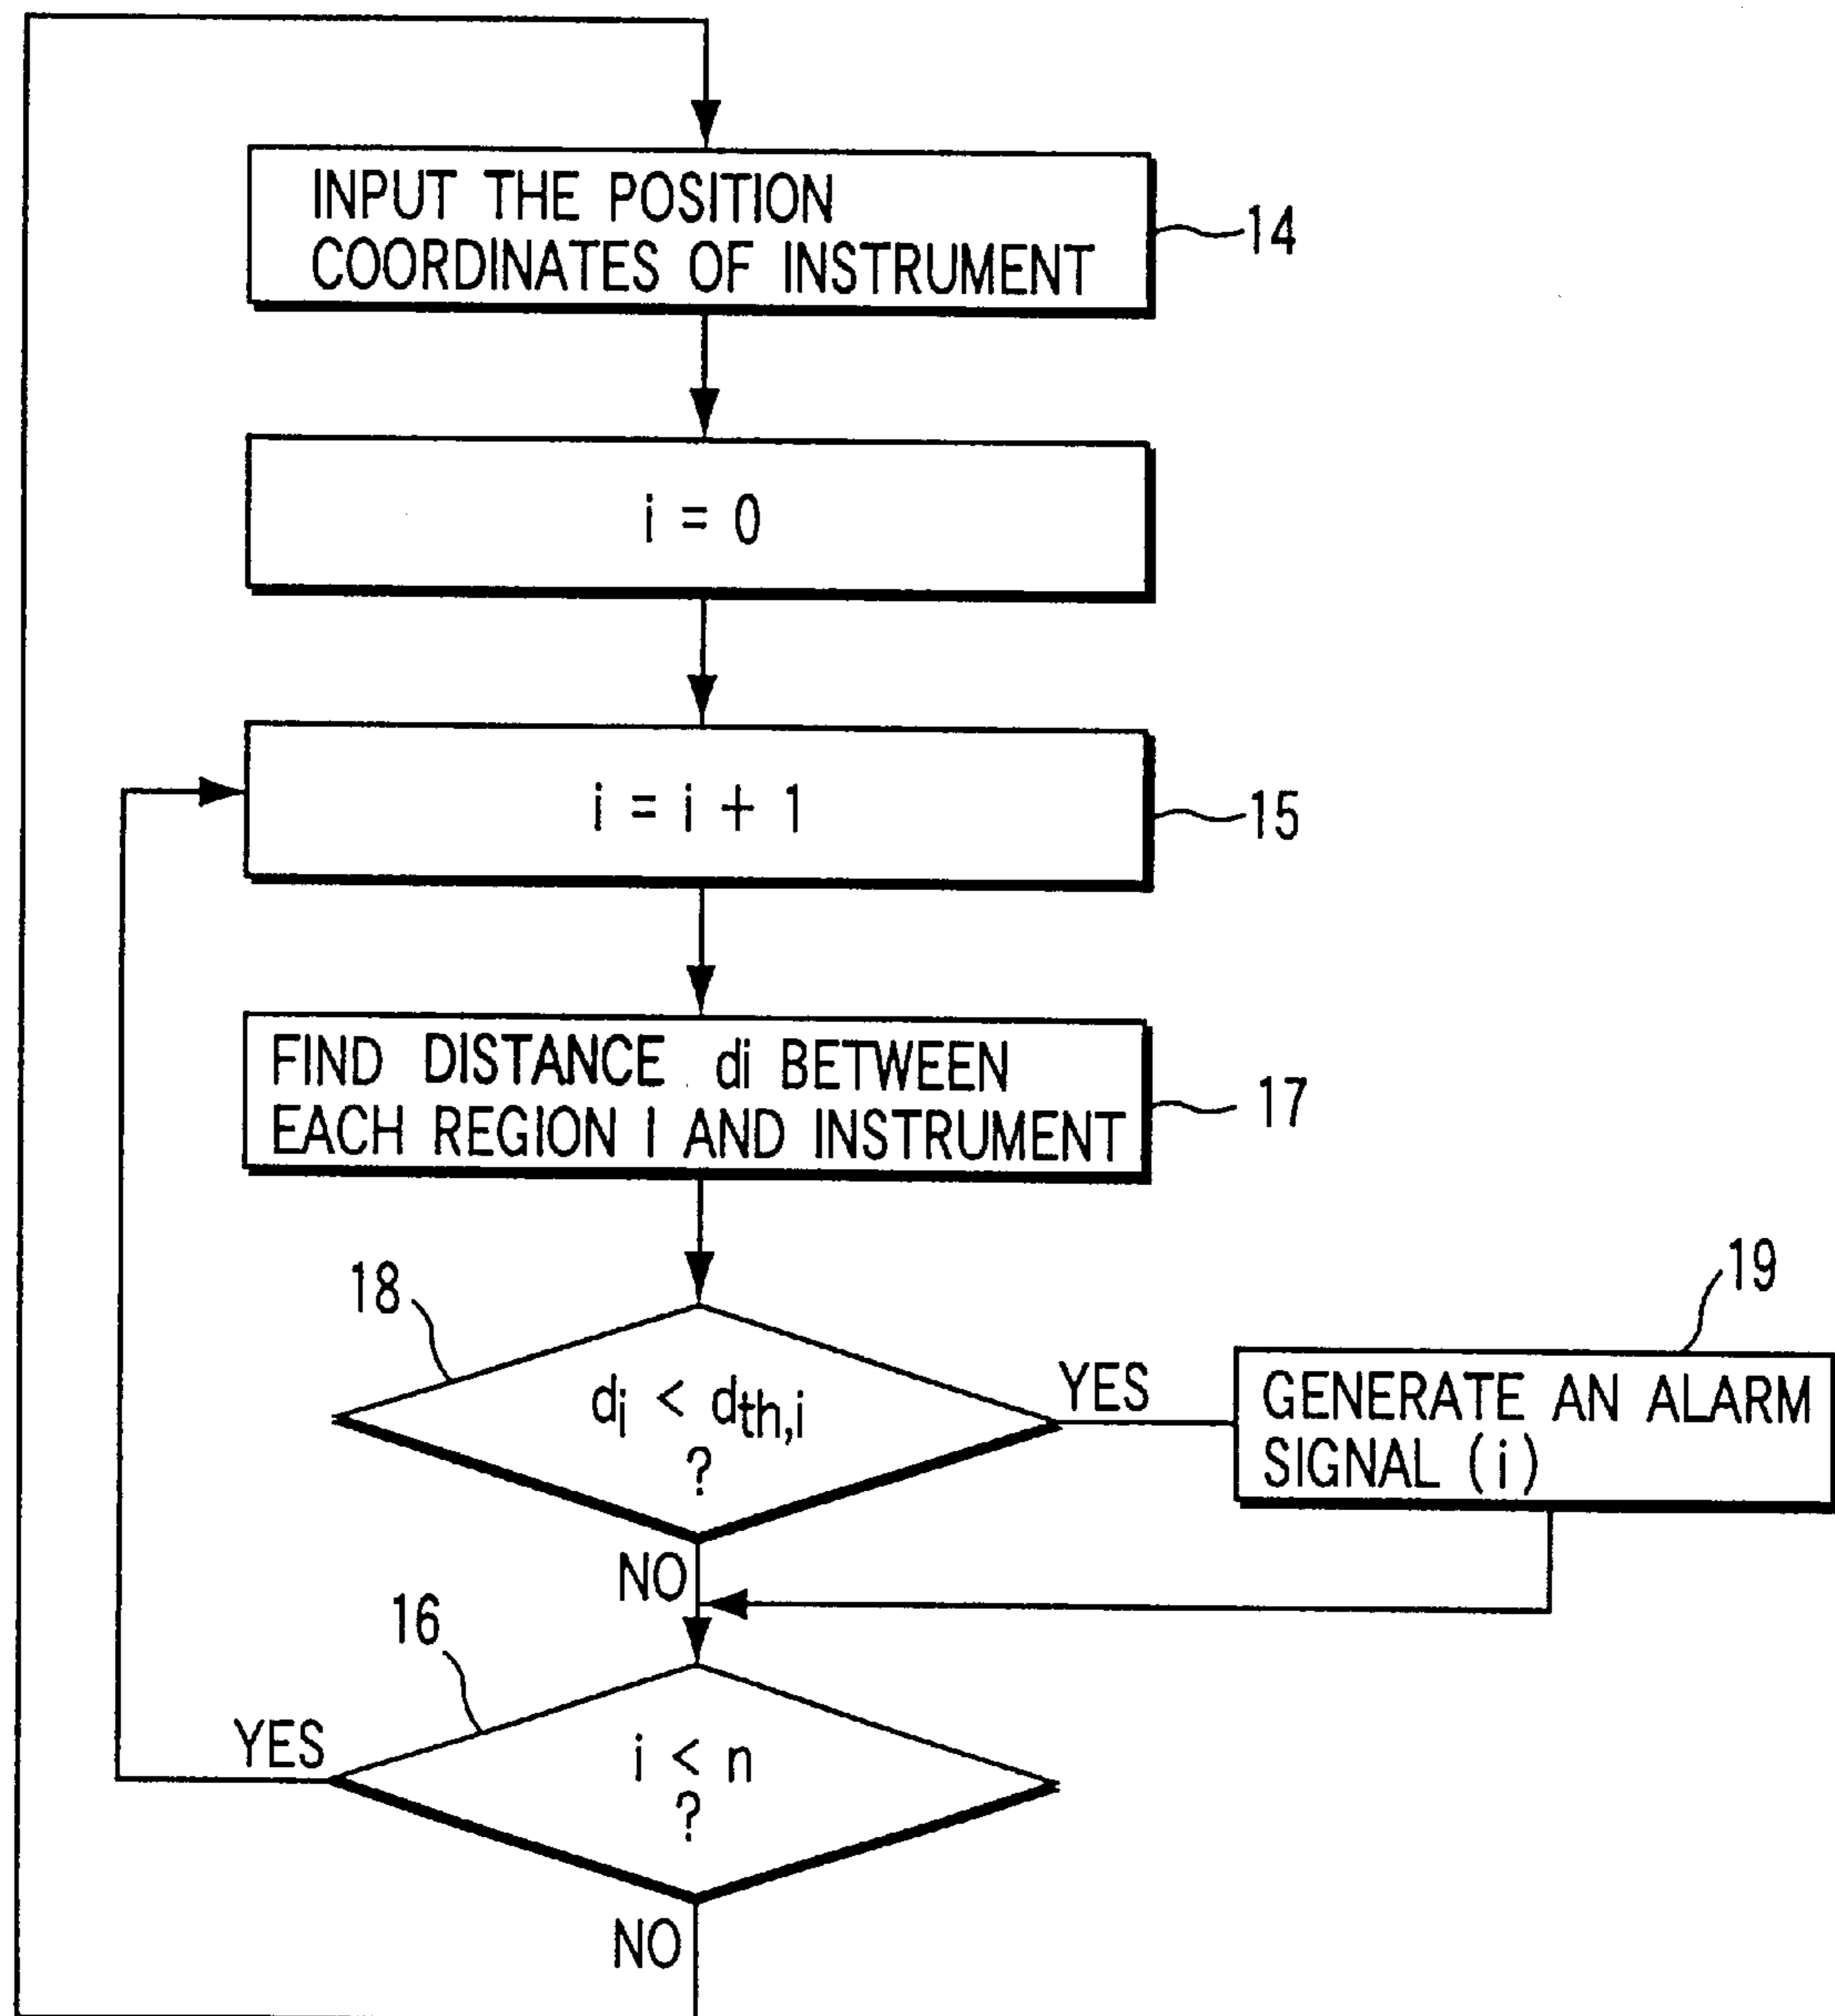 INPUT THE POSITION
COORDINATES OF INSTRUMENT
14
i = 0
i = i + 1
15
FIND DISTANCE di BETWEEN
EACH REGION I AND INSTRUMENT
17
18
di < dth,i
?
YES
19
GENERATE AN ALARM
SIGNAL (i)
NO
16
YES
i < n
?
NO